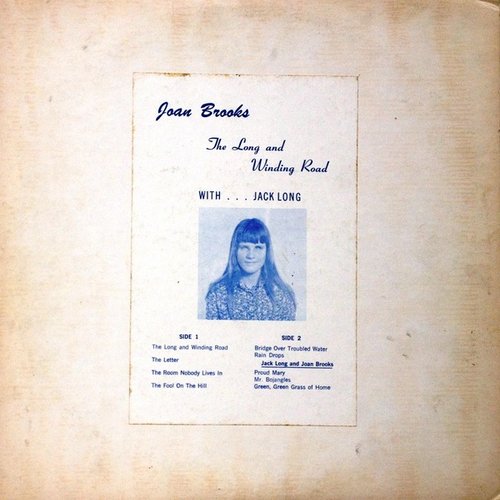 Joan Brooks
The Long and
Winding Road
WITH . . . JACK LONG
SIDE 1
The Long and Winding Road
The Letter
The Room Nobody Lives In
The Fool On The Hill
SIDE 2
Bridge Over Troubled Water
Rain Drops
Jack Long and Joan Brooks
Proud Mary
Mr. Bojangles
Green, Green Grass of Home